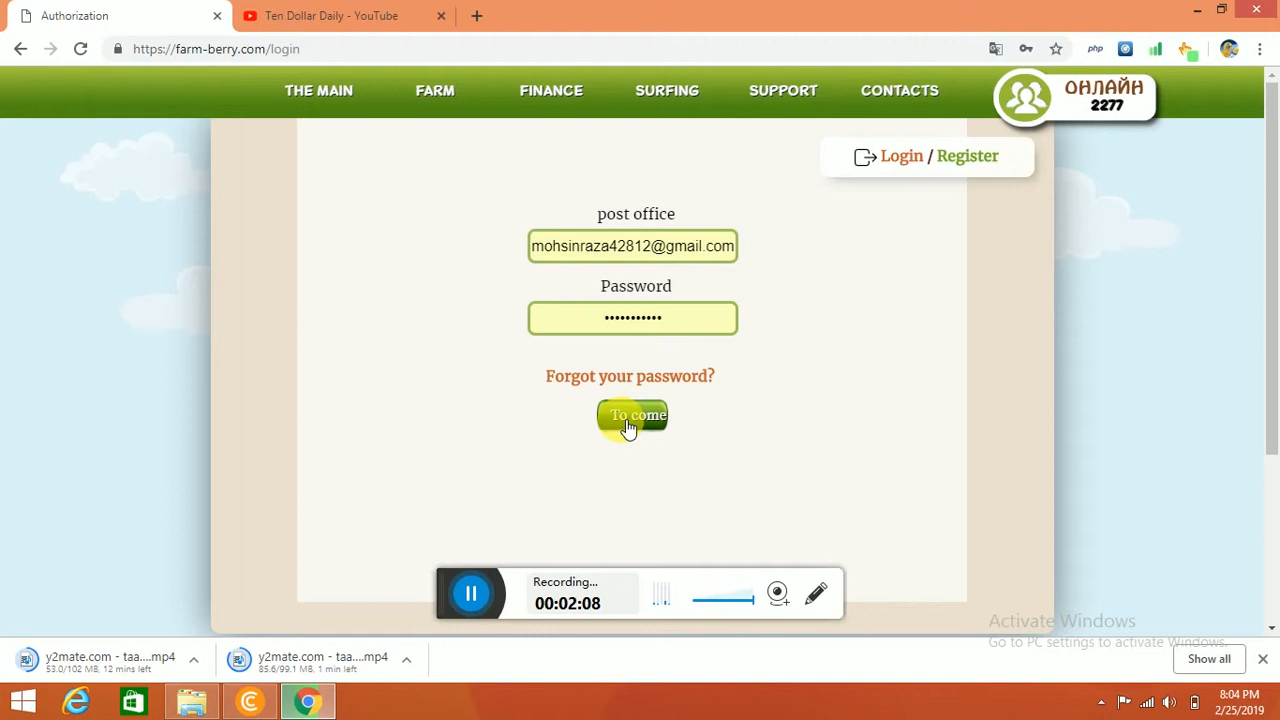 Authorization
Ten Dollar Daily - YouTube
https://farm-berry.com/login
php
THE MAIN
FARM
FINANCE
SURFING
SUPPORT
CONTACTS
ОНЛАЙН
2277
Login / Register
post office
mohsinraza42812@gmail.com
Password
•••••••••••
Forgot your password?
To come
Recording...
00:02:08
Activate Windows
Go to PC settings to activate Windows.
y2mate.com - taa....mp4
53.0/102 MB, 12 mins left
y2mate.com - taa....mp4
85.6/99.1 MB, 1 min left
Show all
8:04 PM
2/25/2019